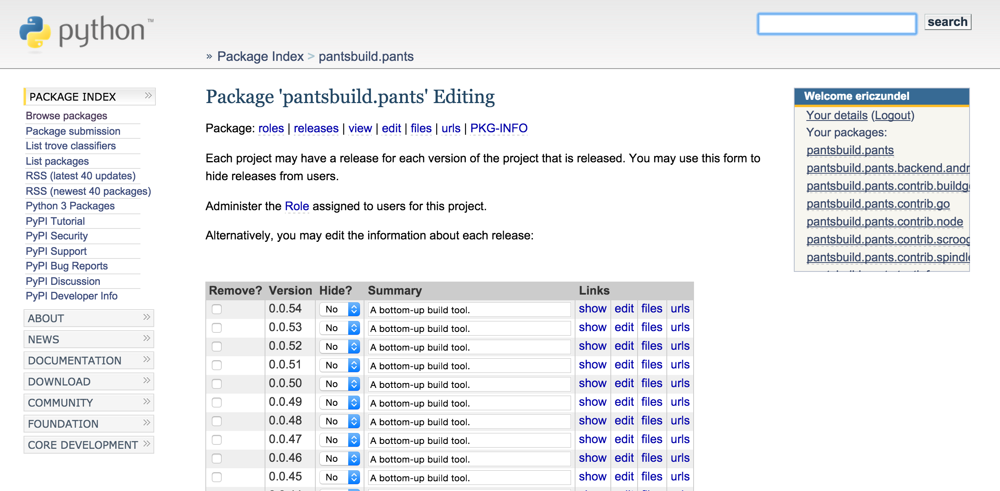 python™
search
» Package Index > pantsbuild.pants
PACKAGE INDEX »
Browse packages
Package submission
List trove classifiers
List packages
RSS (latest 40 updates)
RSS (newest 40 packages)
Python 3 Packages
PyPI Tutorial
PyPI Security
PyPI Support
PyPI Bug Reports
PyPI Discussion
PyPI Developer Info
ABOUT »
NEWS »
DOCUMENTATION »
DOWNLOAD »
COMMUNITY »
FOUNDATION »
CORE DEVELOPMENT »
Package 'pantsbuild.pants' Editing
Package: roles | releases | view | edit | files | urls | PKG-INFO
Each project may have a release for each version of the project that is released. You may use this form to
hide releases from users.
Administer the Role assigned to users for this project.
Alternatively, you may edit the information about each release:
Remove? Version Hide? Summary Links
0.0.54 No A bottom-up build tool. show edit files urls
0.0.53 No A bottom-up build tool. show edit files urls
0.0.52 No A bottom-up build tool. show edit files urls
0.0.51 No A bottom-up build tool. show edit files urls
0.0.50 No A bottom-up build tool. show edit files urls
0.0.49 No A bottom-up build tool. show edit files urls
0.0.48 No A bottom-up build tool. show edit files urls
0.0.47 No A bottom-up build tool. show edit files urls
0.0.46 No A bottom-up build tool. show edit files urls
0.0.45 No A bottom-up build tool. show edit files urls
Welcome ericzundel
Your details (Logout)
Your packages:
pantsbuild.pants
pantsbuild.pants.backend.andr
pantsbuild.pants.contrib.buildg
pantsbuild.pants.contrib.go
pantsbuild.pants.contrib.node
pantsbuild.pants.contrib.scroog
pantsbuild.pants.contrib.spindle